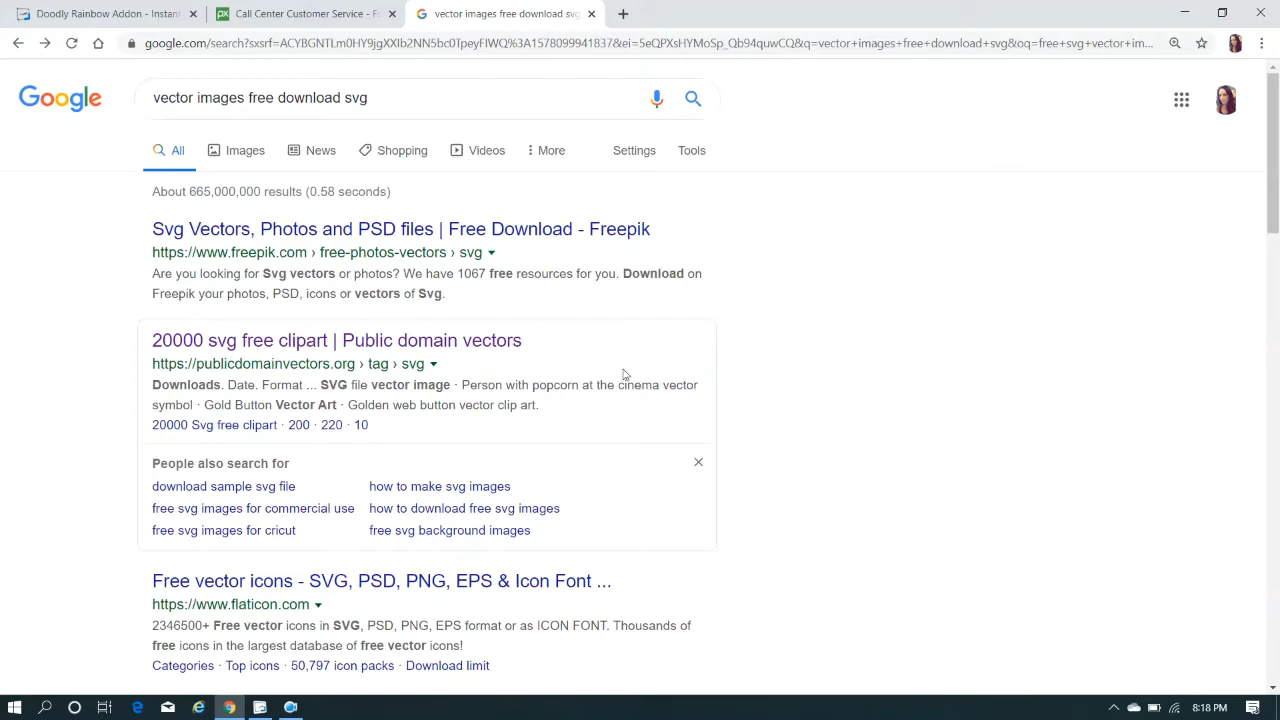 Doodly Rainbow Addon - Instant
Call Center Customer Service - F
vector images free download svg
google.com/search?sxsrf=ACYBGNTLm0HY9jgXXIb2NN5bc0TpeyFIWQ%3A1578099941837&ei=5eQPXsHYMoSp_Qb94quwCQ&q=vector+images+free+download+svg&oq=free+svg+vector+im...
Google
vector images free download svg
All Images News Shopping Videos More Settings Tools
About 665,000,000 results (0.58 seconds)
Svg Vectors, Photos and PSD files | Free Download - Freepik
https://www.freepik.com › free-photos-vectors › svg
Are you looking for Svg vectors or photos? We have 1067 free resources for you. Download on
Freepik your photos, PSD, icons or vectors of Svg.
20000 svg free clipart | Public domain vectors
https://publicdomainvectors.org › tag › svg
Downloads. Date. Format ... SVG file vector image · Person with popcorn at the cinema vector
symbol · Gold Button Vector Art · Golden web button vector clip art.
20000 Svg free clipart · 200 · 220 · 10
People also search for
download sample svg file
how to make svg images
free svg images for commercial use
how to download free svg images
free svg images for cricut
free svg background images
Free vector icons - SVG, PSD, PNG, EPS & Icon Font ...
https://www.flaticon.com
2346500+ Free vector icons in SVG, PSD, PNG, EPS format or as ICON FONT. Thousands of
free icons in the largest database of free vector icons!
Categories · Top icons · 50,797 icon packs · Download limit
8:18 PM